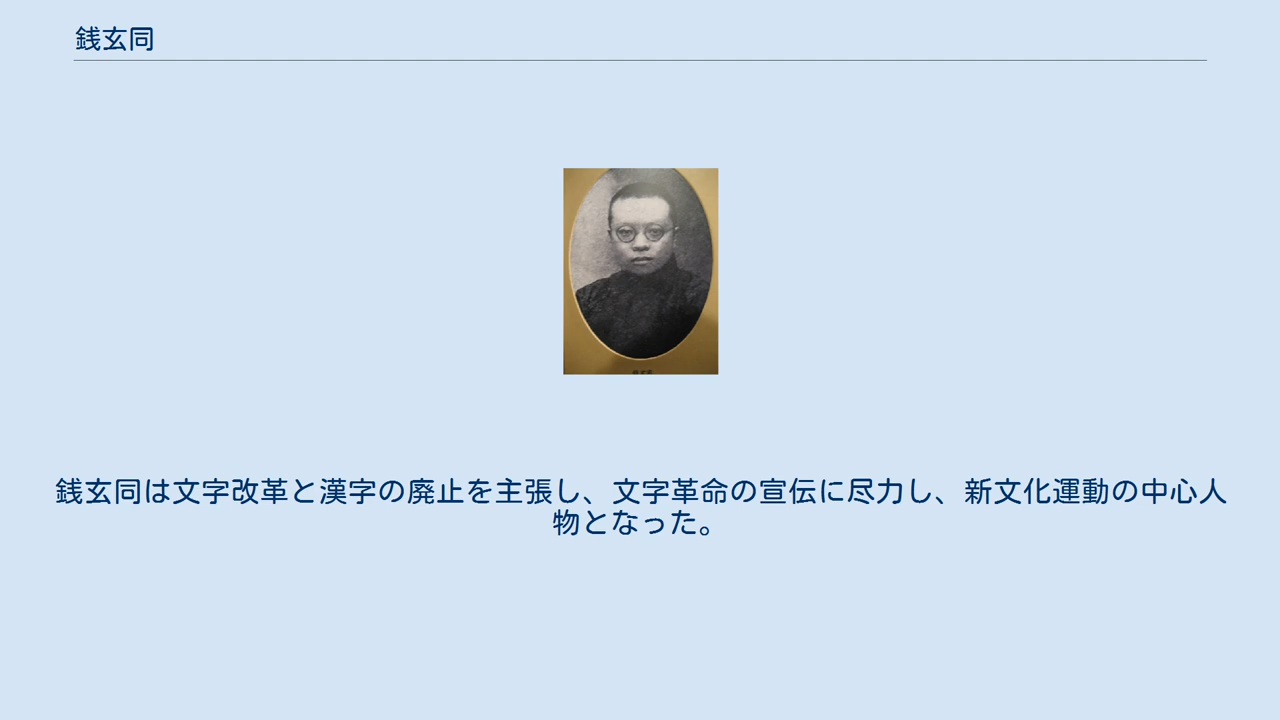 銭玄同
銭玄同は文字改革と漢字の廃止を主張し、文字革命の宣伝に尽力し、新文化運動の中心人
物となった。